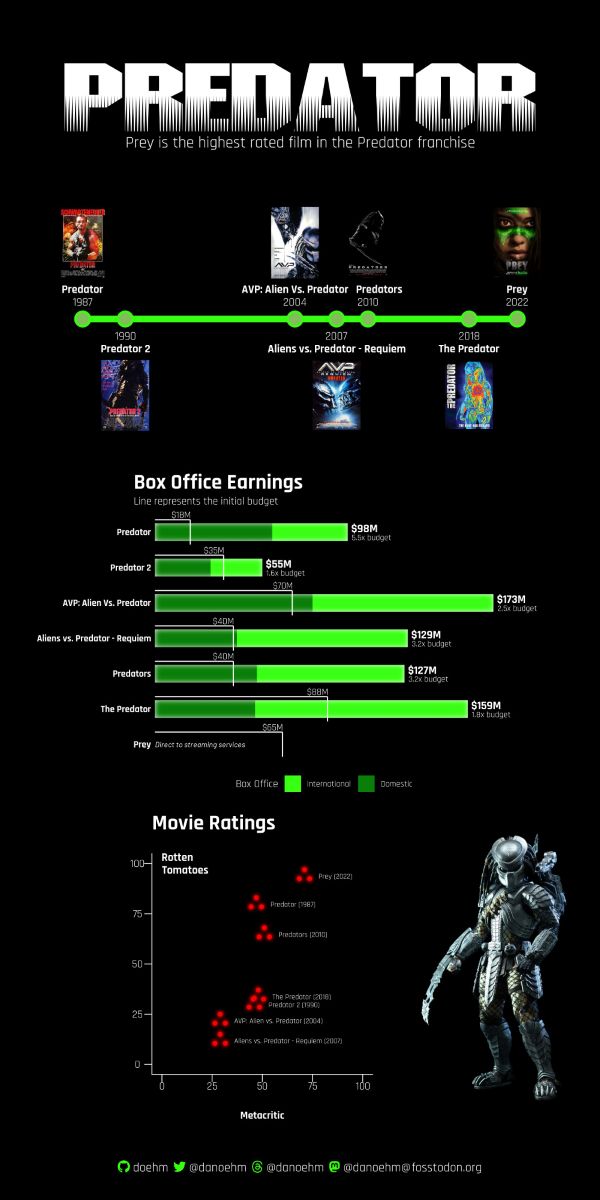 PREDATOR
Prey is the highest rated film in the Predator franchise
Predator
1987
AVP: Alien Vs. Predator
2004
Predators
2010
Prey
2022
1990
Predator 2
2007
Aliens vs. Predator - Requiem
2018
The Predator
Box Office Earnings
Line represents the initial budget
$18M
Predator
$98M
5.5x budget
$35M
Predator 2
$55M
1.6x budget
$70M
AVP: Alien Vs. Predator
$173M
2.5x budget
$40M
Aliens vs. Predator - Requiem
$129M
3.2x budget
$40M
Predators
$127M
3.2x budget
$88M
The Predator
$159M
1.8x budget
$65M
Prey
Direct to streaming services
Box Office
International
Domestic
Movie Ratings
Rotten
Tomatoes
100
75
50
25
0
Prey (2022)
Predator (1987)
Predators (2010)
The Predator (2018)
Predator 2 (1990)
AVP: Alien vs. Predator (2004)
Aliens vs. Predator - Requiem (2007)
0 25 50 75 100
Metacritic
doehm @danoehm @danoehm @danoehm@fosstodon.org